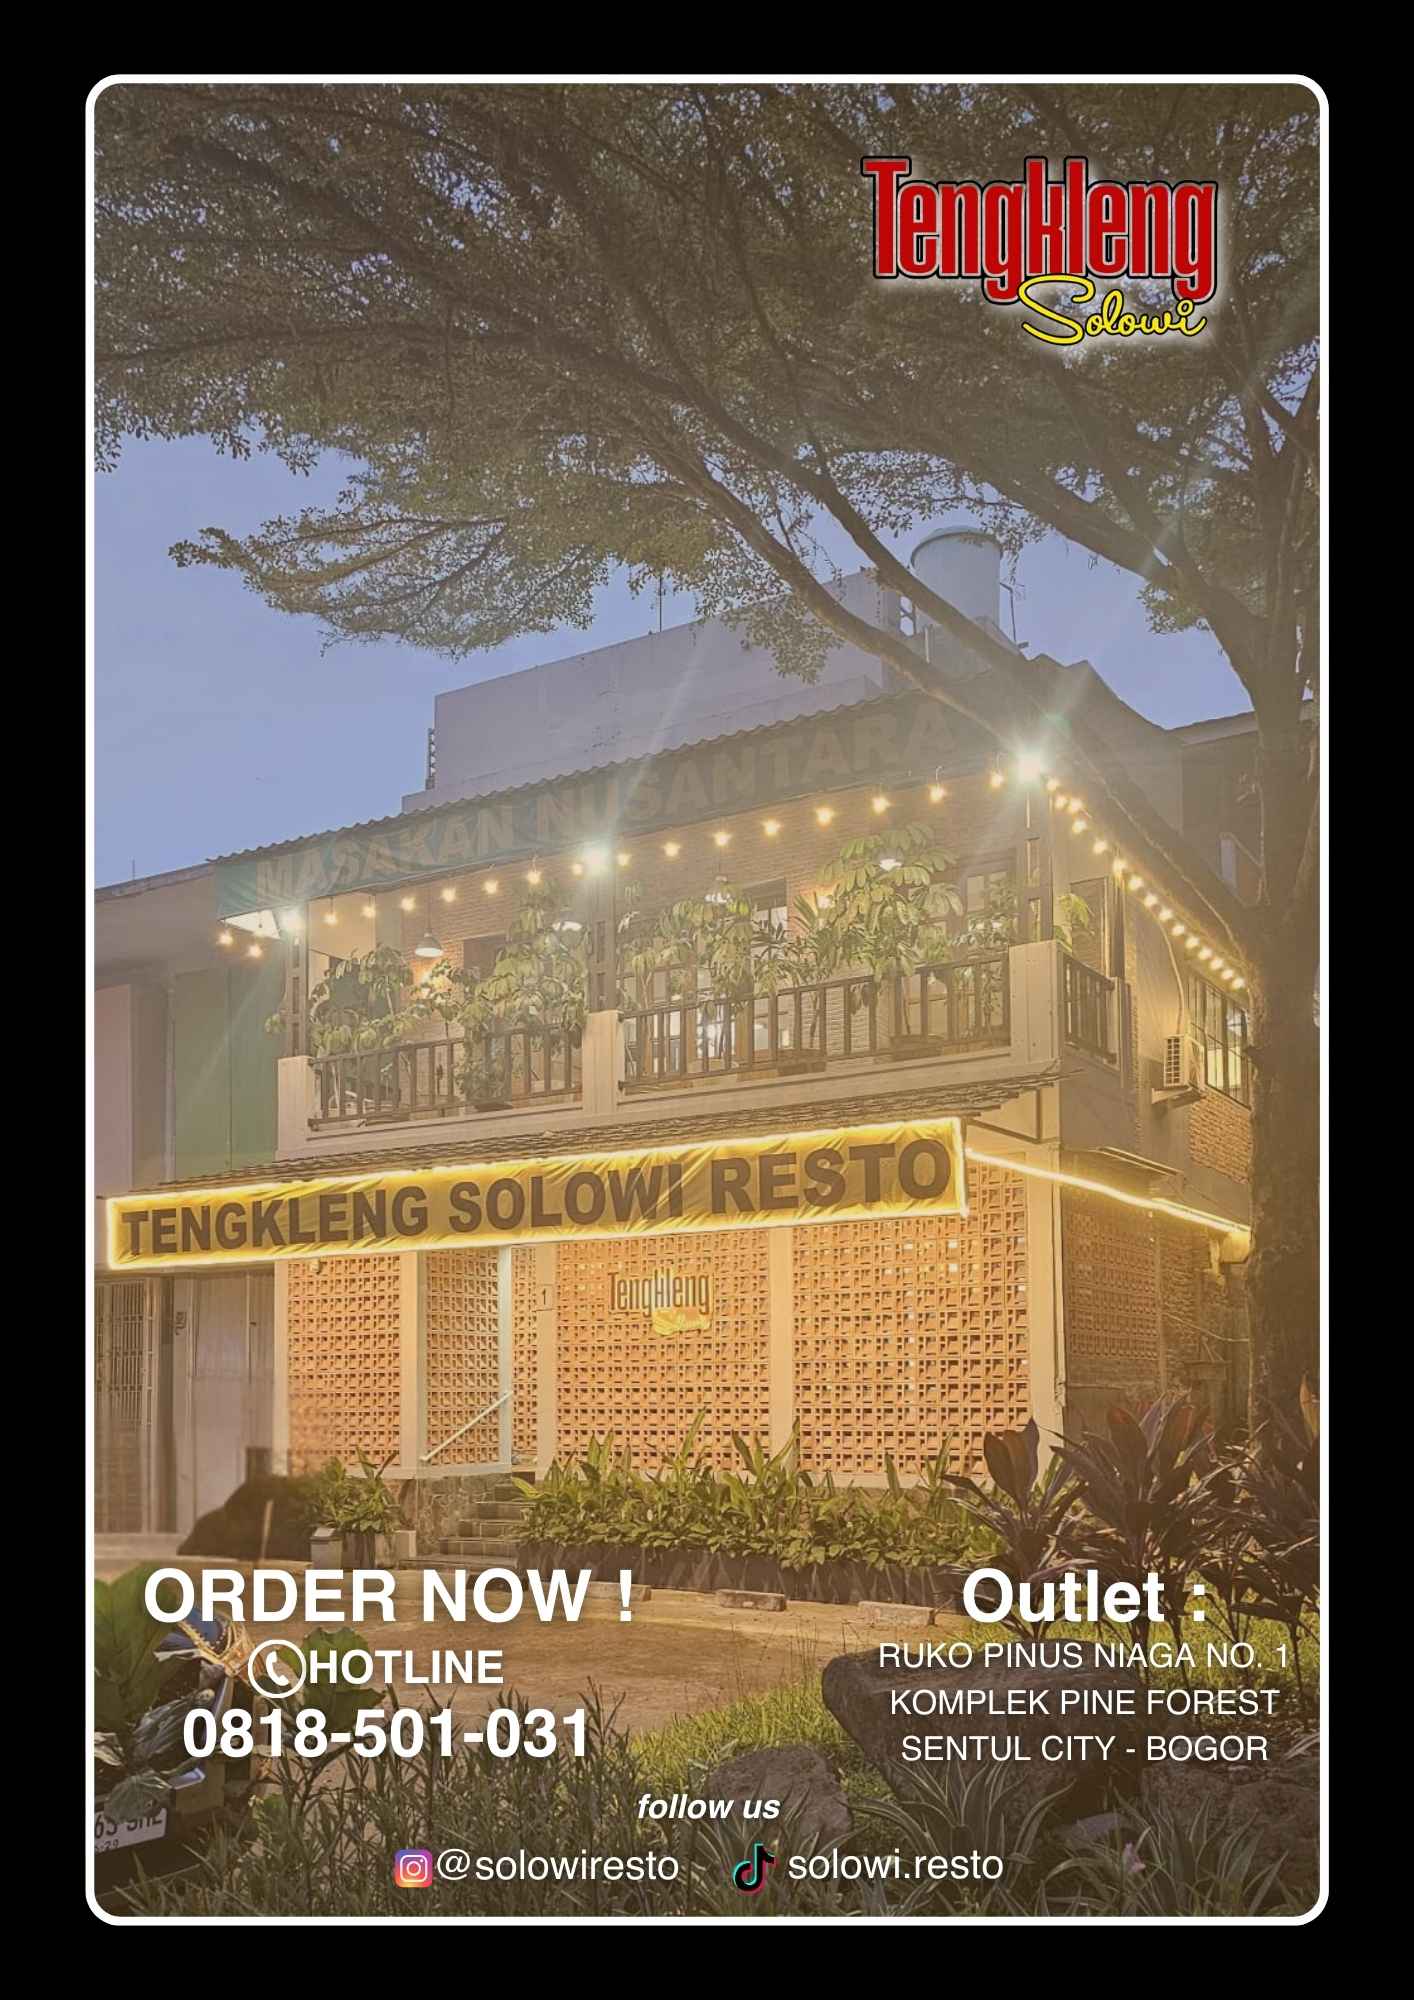 Tengkleng
Solowi
MASAKAN NUSANTARA
TENGKLENG SOLOWI RESTO
1
Tengkleng
Solowi
ORDER NOW !
HOTLINE
0818-501-031
Outlet :
RUKO PINUS NIAGA NO. 1
KOMPLEK PINE FOREST
SENTUL CITY - BOGOR
follow us
@solowiresto
solowi.resto